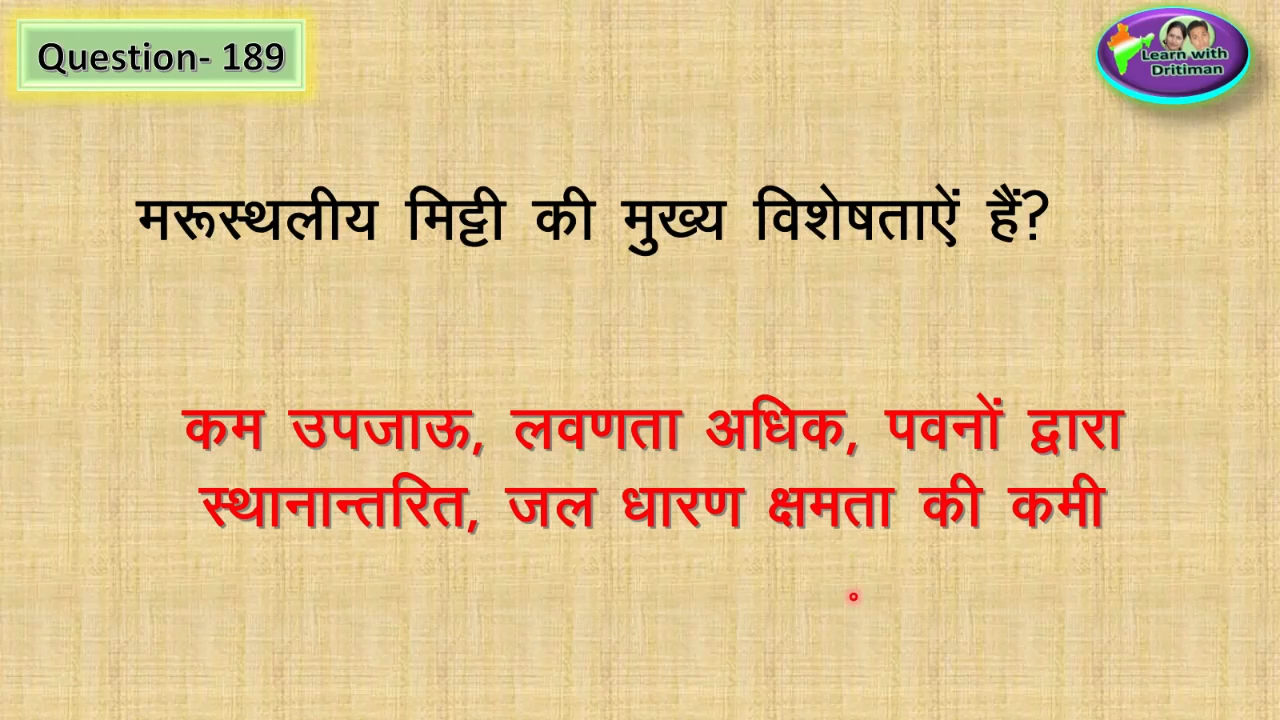 Question- 189
Learn with
Dritiman
मरूस्थलीय मिट्टी की मुख्य विशेषताऐं हैं?
कम उपजाऊ, लवणता अधिक, पवनों द्वारा
स्थानान्तरित, जल धारण क्षमता की कमी